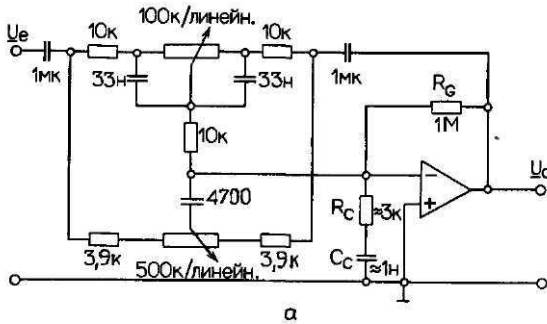 Ue
100к/линейн.
10к
10к
1мк
33н
33н
1мк
RG
1М
10к
4700
RC
≈3к
−
+
Ua
3,9к
3,9к
500к/линейн.
CC
≈1н
а